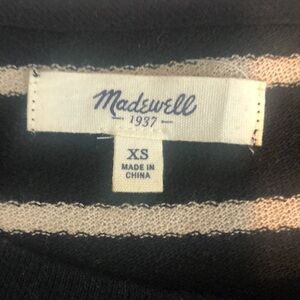 Madewell
— 1937 —
XS
MADE IN
CHINA